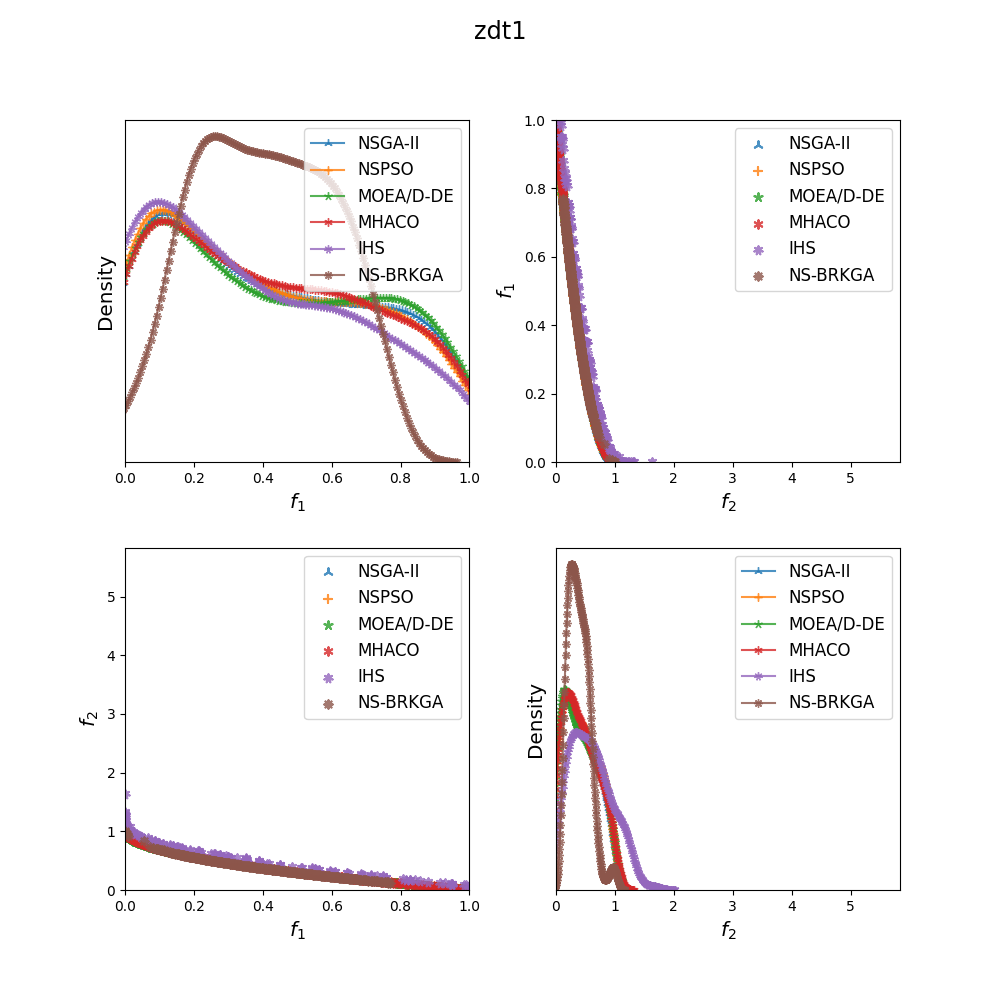 zdt1
Density
NSGA-II
NSPSO
MOEA/D-DE
MHACO
IHS
NS-BRKGA
0.0 0.2 0.4 0.6 0.8 1.0
f₁
f₁
1.0
0.8
0.6
0.4
0.2
0.0
NSGA-II
NSPSO
MOEA/D-DE
MHACO
IHS
NS-BRKGA
0 1 2 3 4 5
f₂
f₂
5
4
3
2
1
0
NSGA-II
NSPSO
MOEA/D-DE
MHACO
IHS
NS-BRKGA
0.0 0.2 0.4 0.6 0.8 1.0
f₁
Density
NSGA-II
NSPSO
MOEA/D-DE
MHACO
IHS
NS-BRKGA
0 1 2 3 4 5
f₂